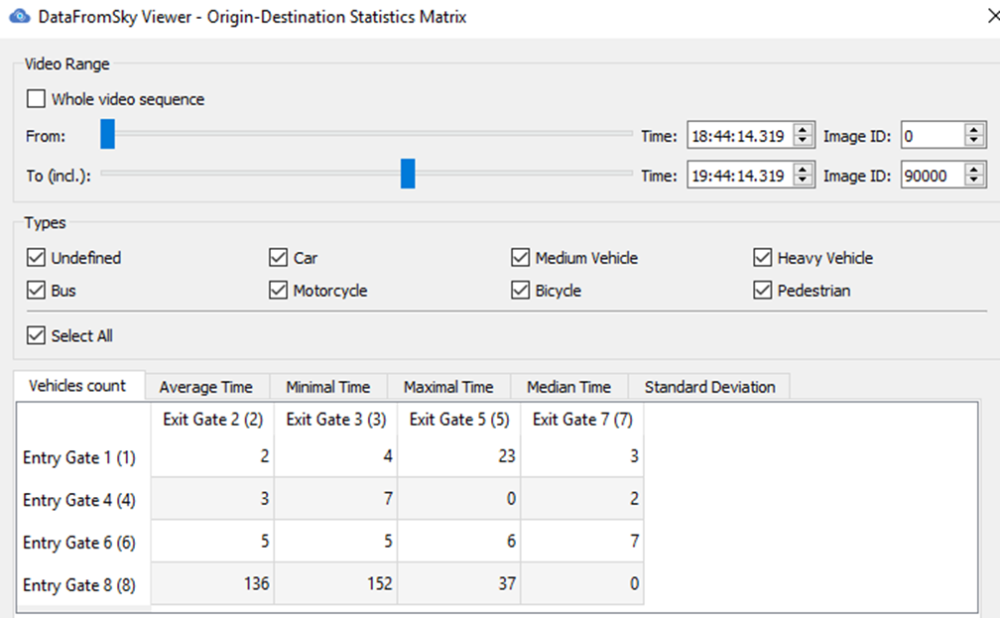 DataFromSky Viewer - Origin-Destination Statistics Matrix
Video Range
Whole video sequence
From: Time: 18:44:14.319 Image ID: 0
To (incl.): Time: 19:44:14.319 Image ID: 90000
Types
Undefined Car Medium Vehicle Heavy Vehicle
Bus Motorcycle Bicycle Pedestrian
Select All
Vehicles count Average Time Minimal Time Maximal Time Median Time Standard Deviation
Exit Gate 2 (2) Exit Gate 3 (3) Exit Gate 5 (5) Exit Gate 7 (7)
Entry Gate 1 (1) 2 4 23 3
Entry Gate 4 (4) 3 7 0 2
Entry Gate 6 (6) 5 5 6 7
Entry Gate 8 (8) 136 152 37 0